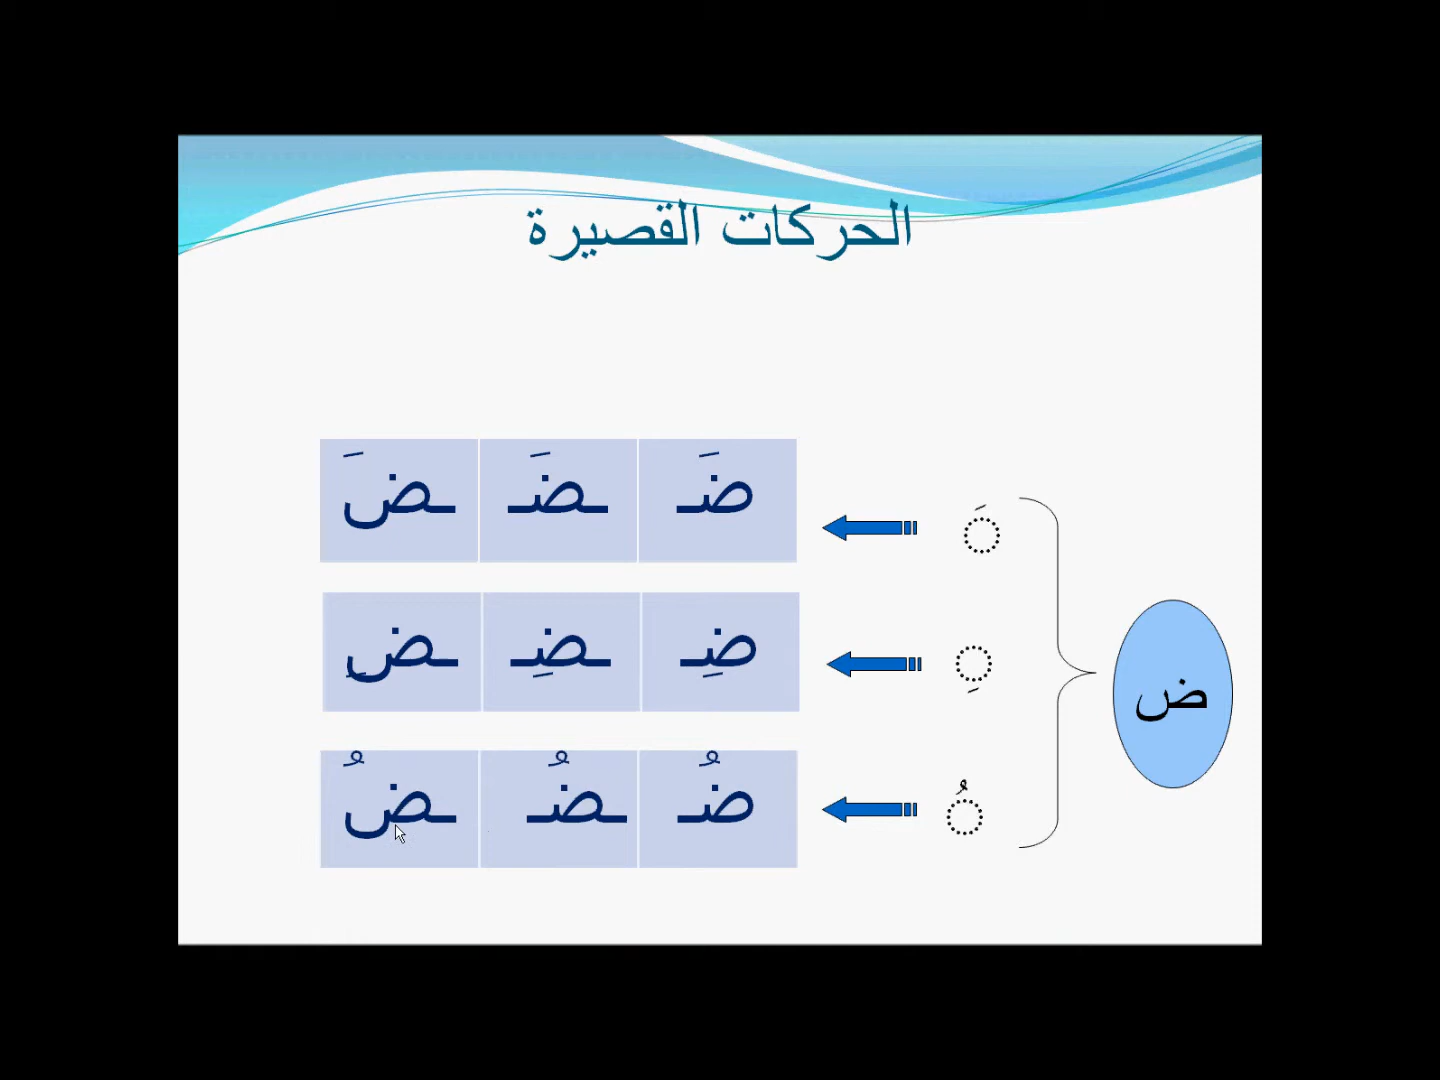 الحركات القصيرة
◌َ ضَـ ـضَـ ـضَ
◌ِ ضِـ ـضِـ ـضِ
ض
◌ُ ضُـ ـضُـ ـضُ